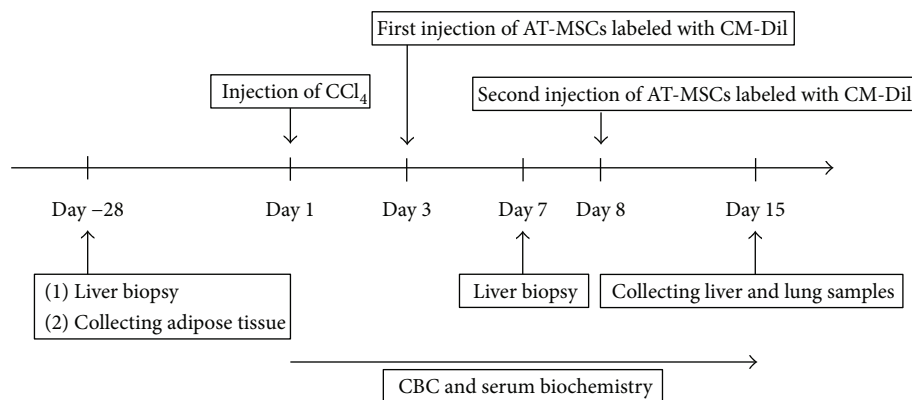 First injection of AT-MSCs labeled with CM-Dil
Injection of CCl₄
Second injection of AT-MSCs labeled with CM-Dil
Day −28
Day 1
Day 3
Day 7
Day 8
Day 15
(1) Liver biopsy
(2) Collecting adipose tissue
Liver biopsy
Collecting liver and lung samples
CBC and serum biochemistry